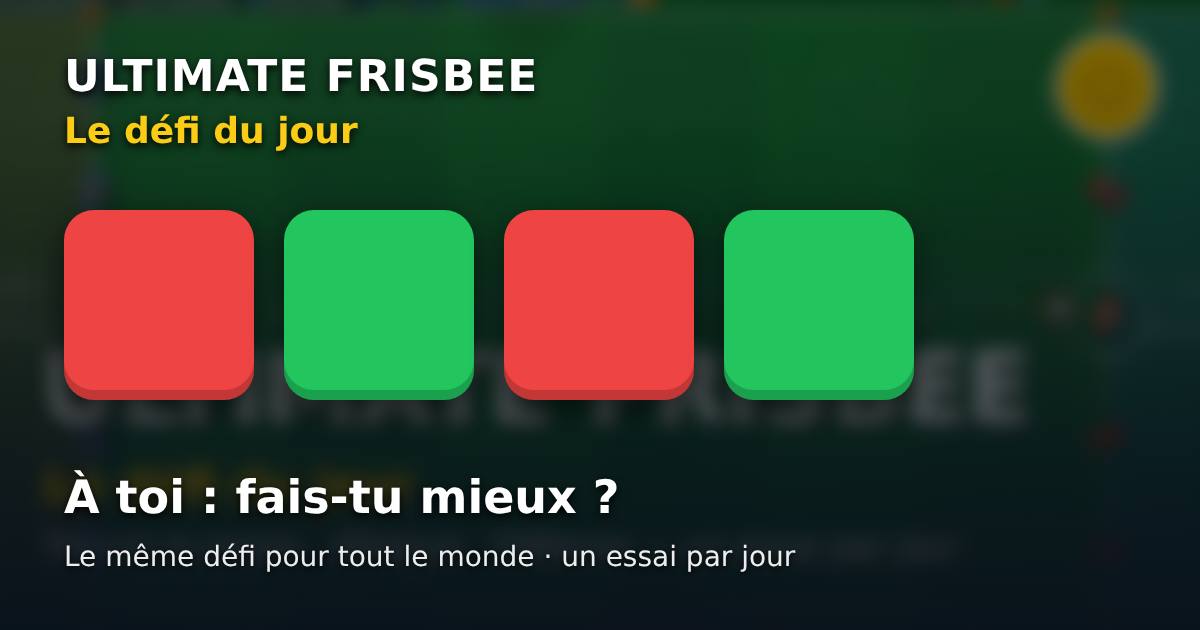 ULTIMATE FRISBEE
Le défi du jour
À toi : fais-tu mieux ?
Le même défi pour tout le monde · un essai par jour